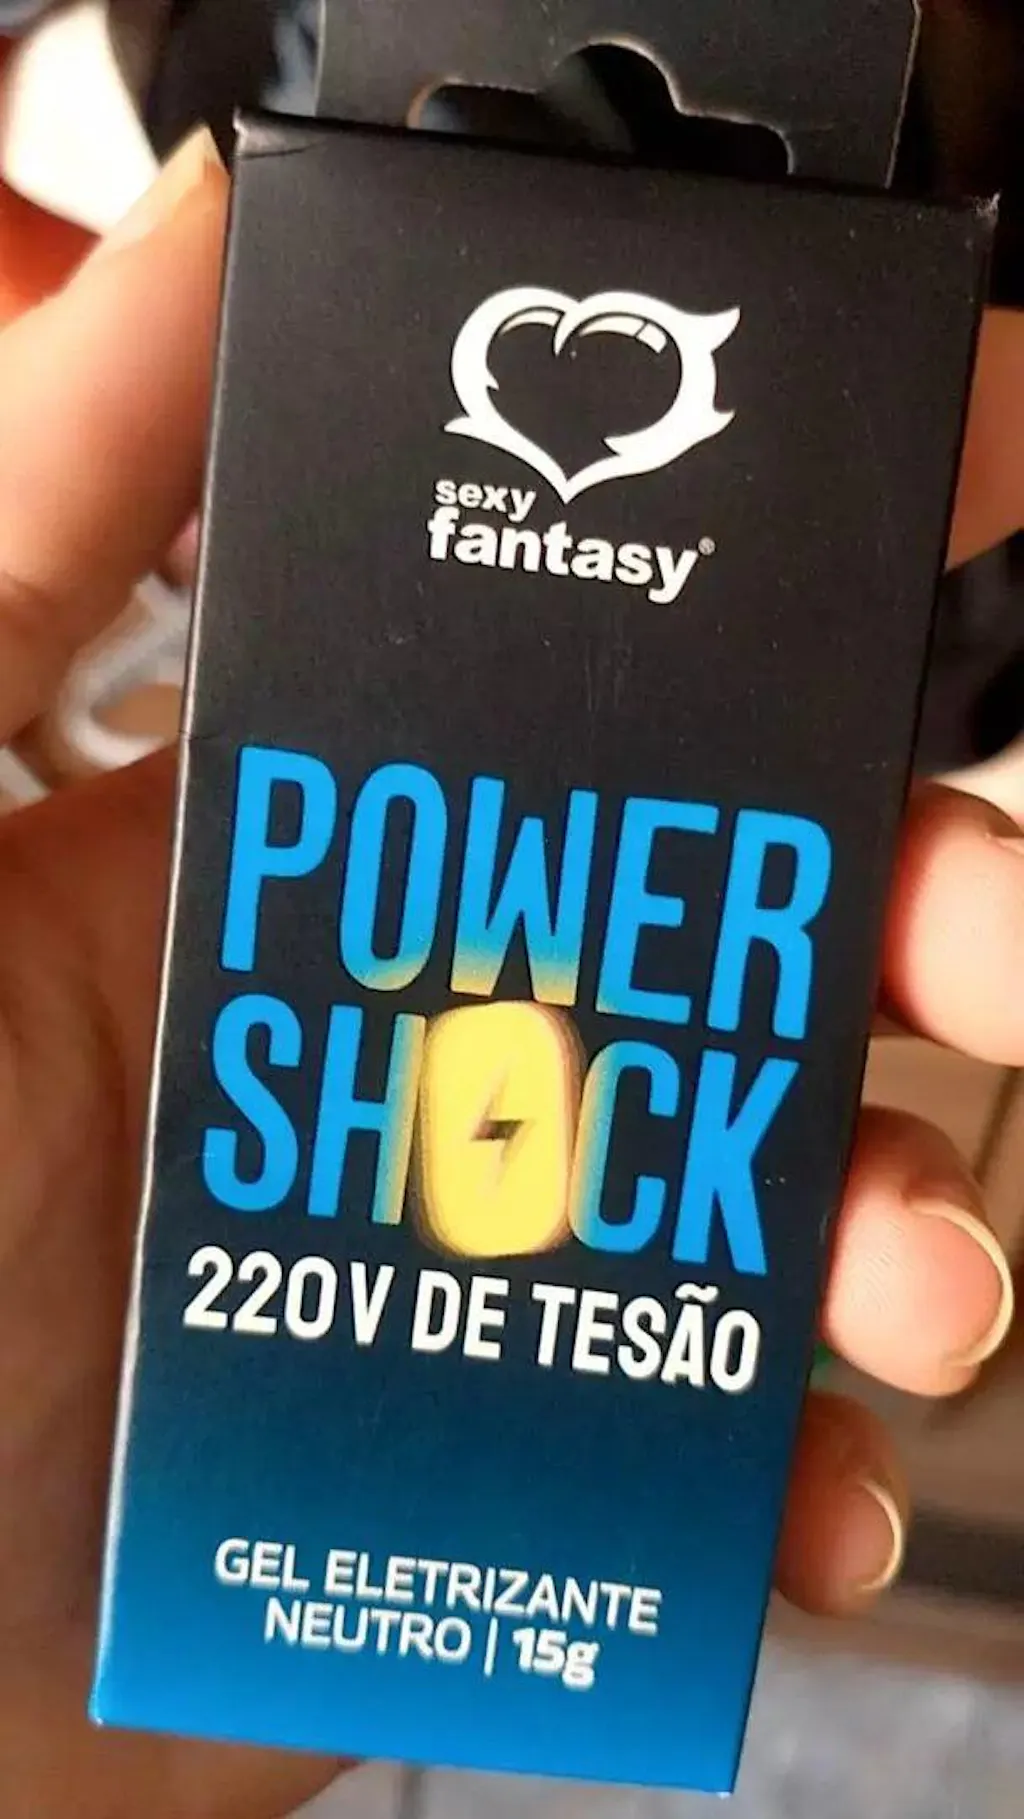 sexy
fantasy®
POWER
SHOCK
220V DE TESÃO
GEL ELETRIZANTE
NEUTRO | 15g